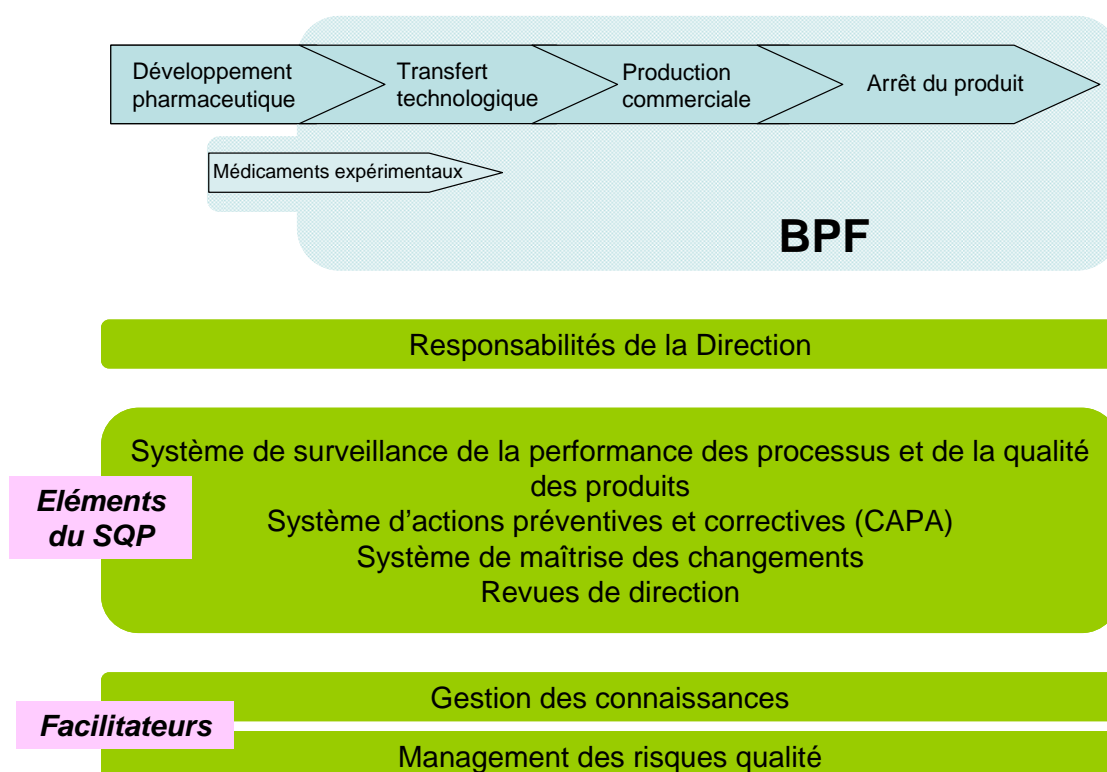 Développement
pharmaceutique
Transfert
technologique
Production
commerciale
Arrêt du produit
Médicaments expérimentaux
BPF
Responsabilités de la Direction
Eléments
du SQP
Système de surveillance de la performance des processus et de la qualité
des produits
Système d’actions préventives et correctives (CAPA)
Système de maîtrise des changements
Revues de direction
Facilitateurs
Gestion des connaissances
Management des risques qualité